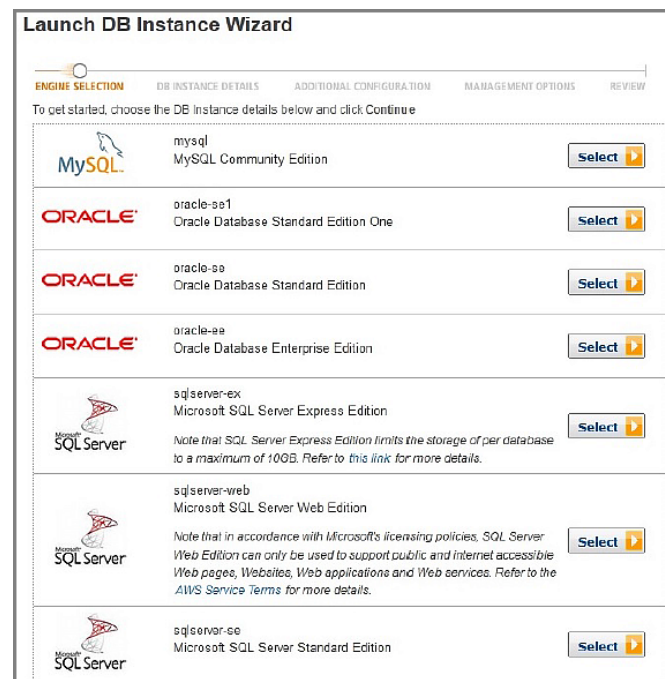 Launch DB Instance Wizard
ENGINE SELECTION DB INSTANCE DETAILS ADDITIONAL CONFIGURATION MANAGEMENT OPTIONS REVIEW
To get started, choose the DB Instance details below and click Continue
MySQL
mysql
MySQL Community Edition
Select
ORACLE
oracle-se1
Oracle Database Standard Edition One
Select
ORACLE
oracle-se
Oracle Database Standard Edition
Select
ORACLE
oracle-ee
Oracle Database Enterprise Edition
Select
Microsoft
SQL Server
sqlserver-ex
Microsoft SQL Server Express Edition
Note that SQL Server Express Edition limits the storage of per database
to a maximum of 10GB. Refer to this link for more details.
Select
Microsoft
SQL Server
sqlserver-web
Microsoft SQL Server Web Edition
Note that in accordance with Microsoft's licensing policies, SQL Server
Web Edition can only be used to support public and internet accessible
Web pages, Websites, Web applications and Web services. Refer to the
AWS Service Terms for more details.
Select
Microsoft
SQL Server
sqlserver-se
Microsoft SQL Server Standard Edition
Select